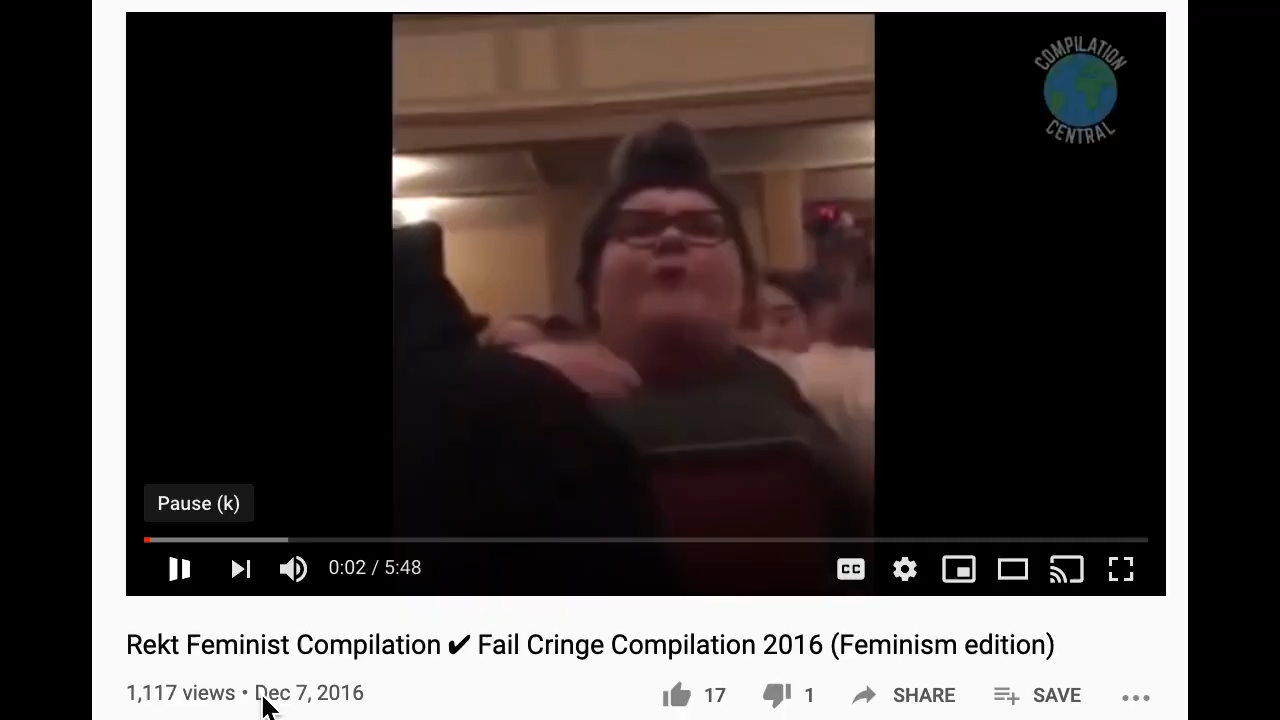 COMPILATION
CENTRAL
Pause (k)
0:02 / 5:48
CC
Rekt Feminist Compilation ✔ Fail Cringe Compilation 2016 (Feminism edition)
1,117 views • Dec 7, 2016
17
1
SHARE
SAVE